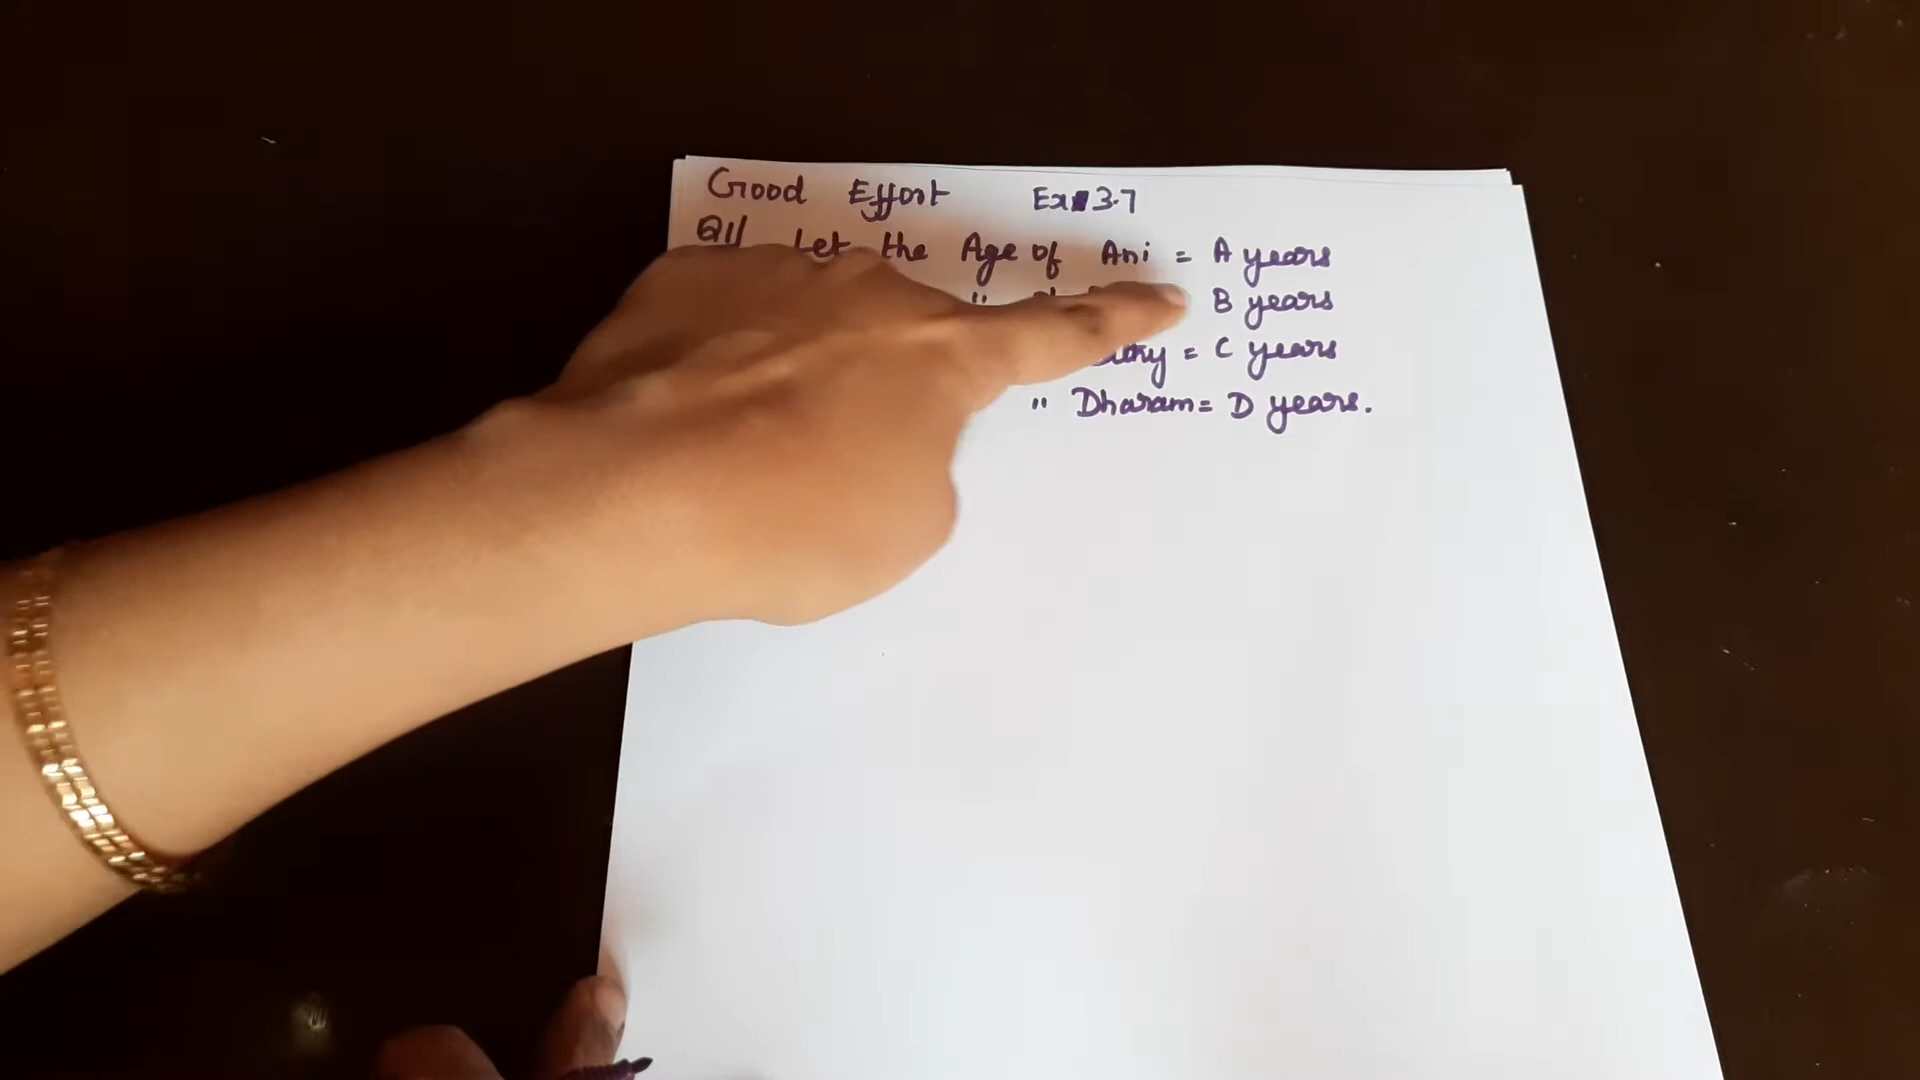 Good Effort Ex 3.7
Q1// Let the Age of Ani = A years
" B years
= C years
" Dharam = D years.